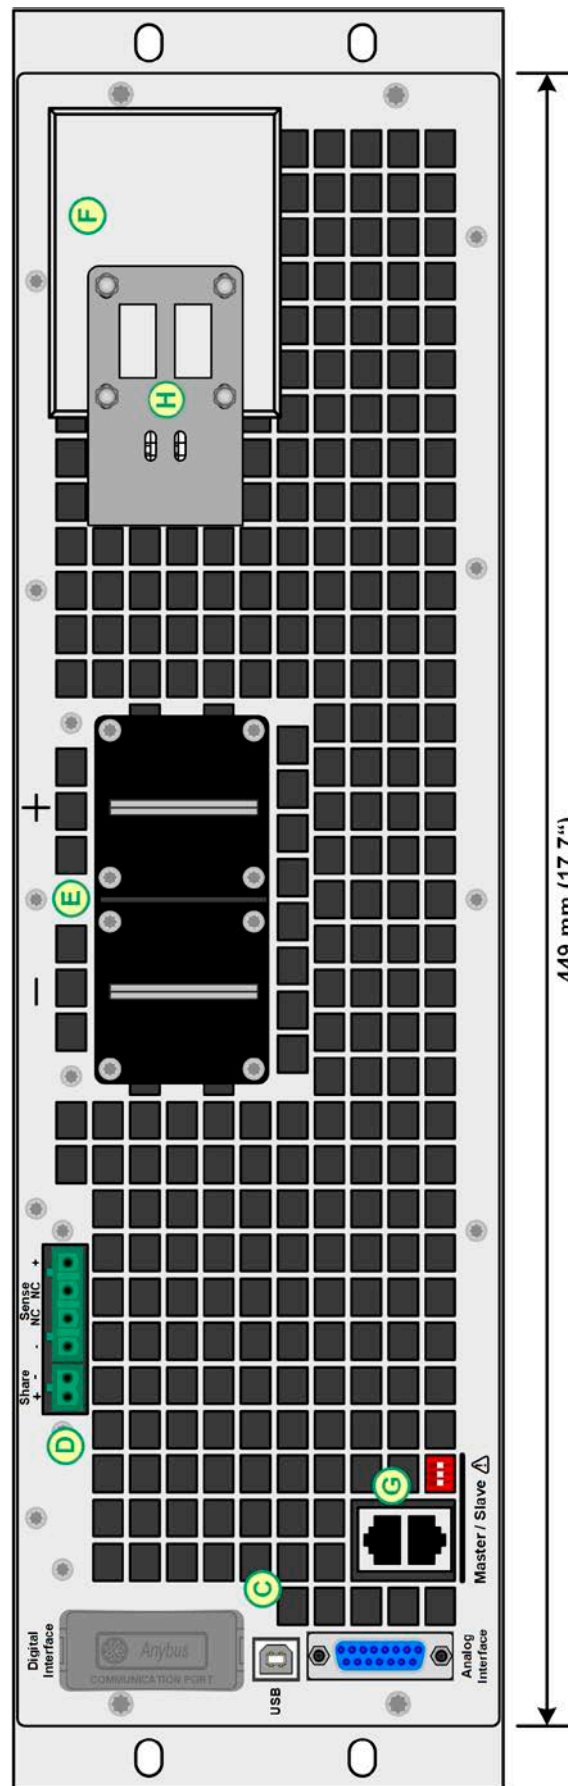 Digital
Interface
Anybus
COMMUNICATION PORT
USB
Analog
Interface
C
D
Share
+ -
Sense
- NC NC +
G
Master / Slave
−
E
+
H
F
449 mm (17,7“)